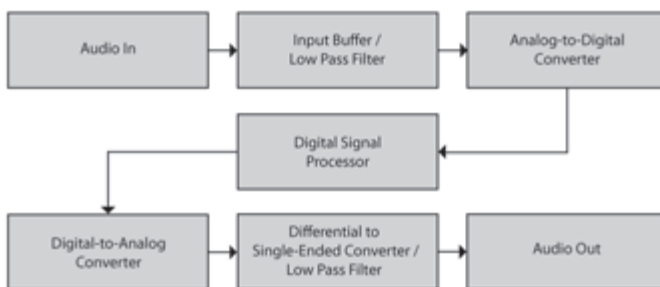 Audio In
Input Buffer /
Low Pass Filter
Analog-to-Digital
Converter
Digital Signal
Processor
Digital-to-Analog
Converter
Differential to
Single-Ended Converter /
Low Pass Filter
Audio Out